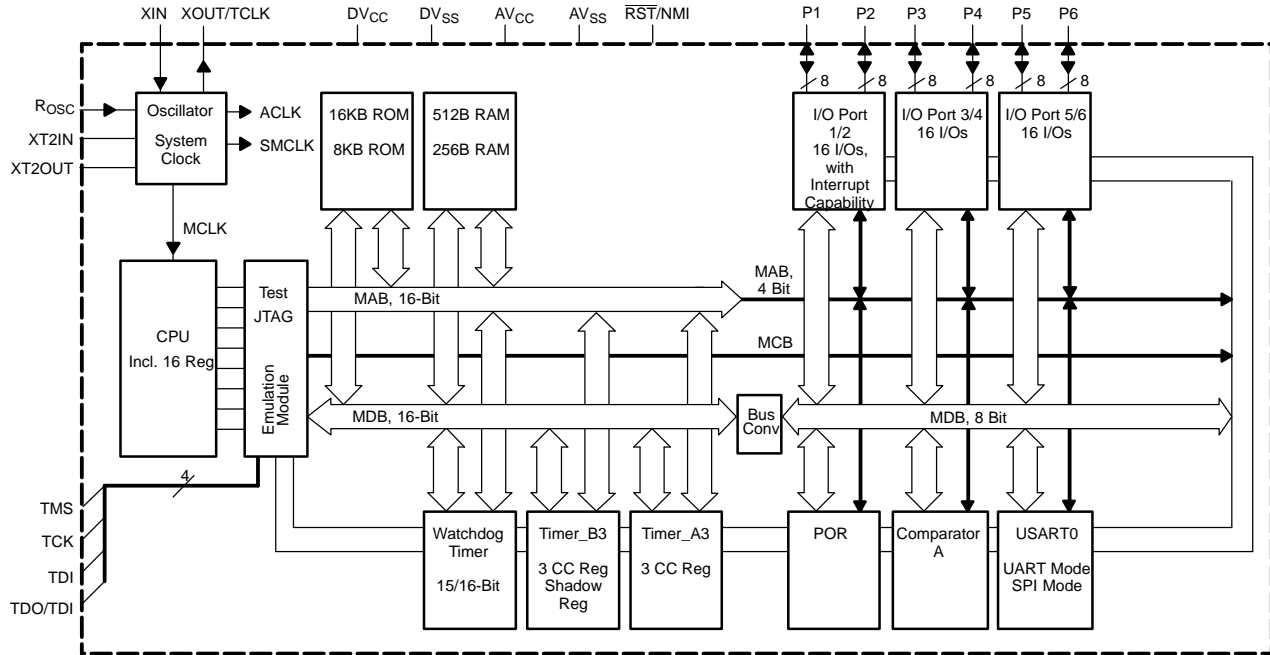 XIN
XOUT/TCLK
DVCC
DVSS
AVCC
AVSS
RST/NMI
P1
P2
P3
P4
P5
P6
8
8
8
8
8
8
ROSC
XT2IN
XT2OUT
Oscillator
System
Clock
ACLK
SMCLK
16KB ROM
8KB ROM
512B RAM
256B RAM
I/O Port
1/2
16 I/Os,
with
Interrupt
Capability
I/O Port 3/4
16 I/Os
I/O Port 5/6
16 I/Os
MCLK
CPU
Incl. 16 Reg
Test
JTAG
Emulation
Module
MAB, 16-Bit
MAB,
4 Bit
MCB
MDB, 16-Bit
Bus
Conv
MDB, 8 Bit
4
TMS
TCK
TDI
TDO/TDI
Watchdog
Timer
15/16-Bit
Timer_B3
3 CC Reg
Shadow
Reg
Timer_A3
3 CC Reg
POR
Comparator
A
USART0
UART Mode
SPI Mode